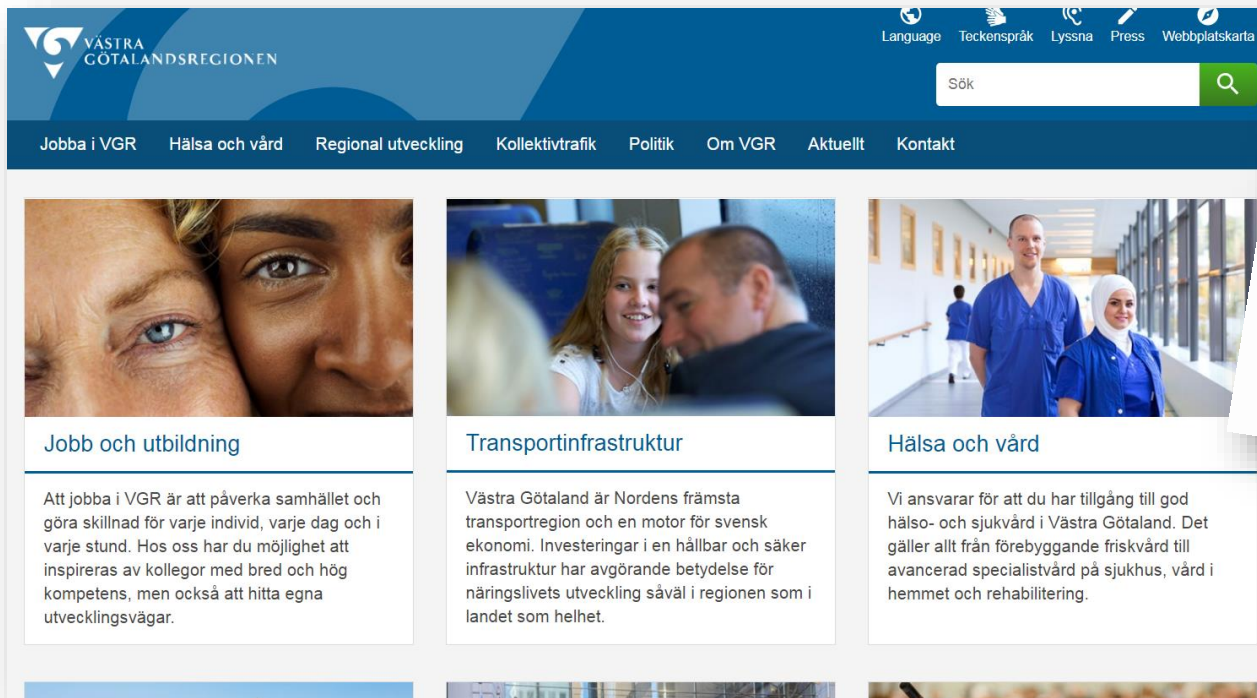 VÄSTRA
GÖTALANDSREGIONEN
Language Teckenspråk Lyssna Press Webbplatskarta
Sök
Jobba i VGR Hälsa och vård Regional utveckling Kollektivtrafik Politik Om VGR Aktuellt Kontakt
Jobb och utbildning
Att jobba i VGR är att påverka samhället och
göra skillnad för varje individ, varje dag och i
varje stund. Hos oss har du möjlighet att
inspireras av kollegor med bred och hög
kompetens, men också att hitta egna
utvecklingsvägar.
Transportinfrastruktur
Västra Götaland är Nordens främsta
transportregion och en motor för svensk
ekonomi. Investeringar i en hållbar och säker
infrastruktur har avgörande betydelse för
näringslivets utveckling såväl i regionen som i
landet som helhet.
Hälsa och vård
Vi ansvarar för att du har tillgång till god
hälso- och sjukvård i Västra Götaland. Det
gäller allt från förebyggande friskvård till
avancerad specialistvård på sjukhus, vård i
hemmet och rehabilitering.